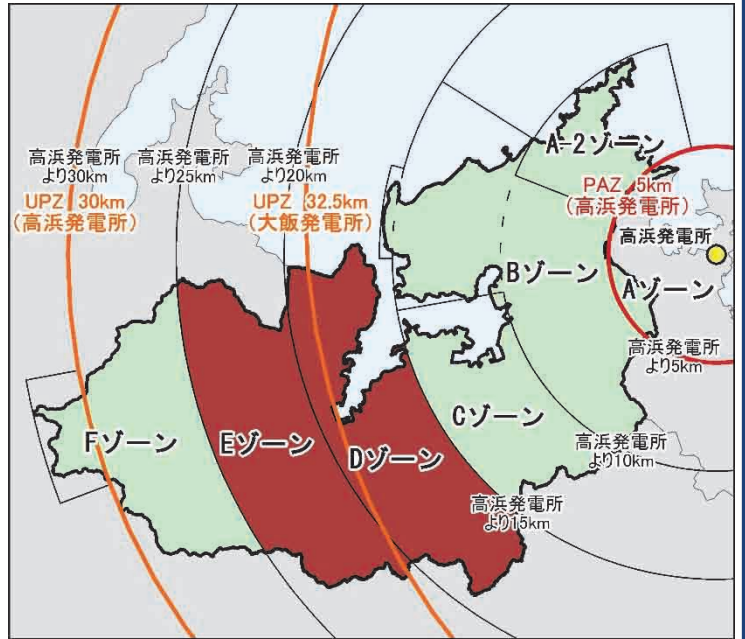 A-2ゾーン
高浜発電所
より30km
高浜発電所
より25km
高浜発電所
より20km
UPZ 30km
(高浜発電所)
UPZ 32.5km
(大飯発電所)
PAZ 5km
(高浜発電所)
高浜発電所
Bゾーン
Aゾーン
高浜発電所
より5km
Cゾーン
Fゾーン
Eゾーン
Dゾーン
高浜発電所
より10km
高浜発電所
より15km